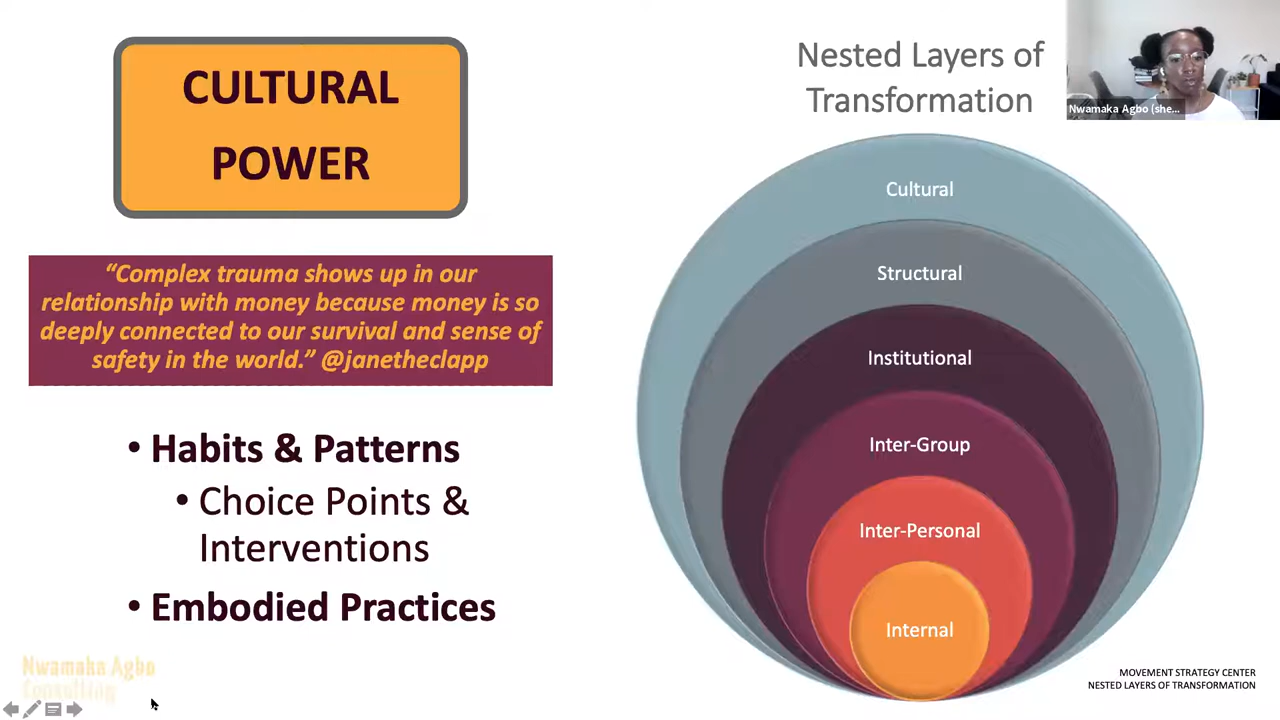 CULTURAL
POWER
“Complex trauma shows up in our
relationship with money because money is so
deeply connected to our survival and sense of
safety in the world.” @janetheclapp
• Habits & Patterns
• Choice Points &
Interventions
• Embodied Practices
Nwamaka Agbo
Consulting
Nested Layers of
Transformation
Cultural
Structural
Institutional
Inter-Group
Inter-Personal
Internal
Nwamaka Agbo (she...
MOVEMENT STRATEGY CENTER
NESTED LAYERS OF TRANSFORMATION